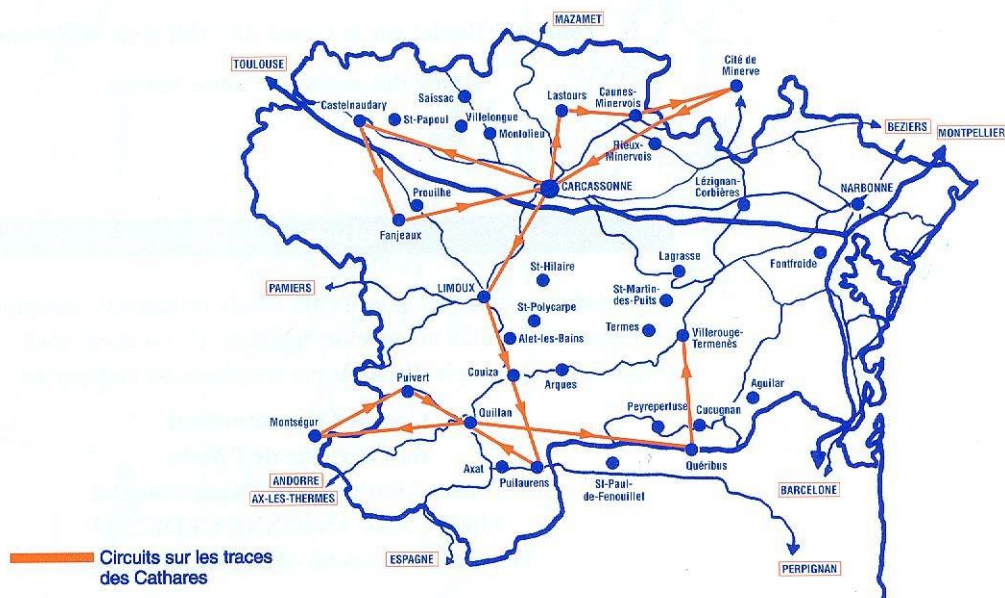 MAZAMET
TOULOUSE
Cité de
Minerve
Saissac
Lastours
Caunes-
Minervois
Castelnaudary
St-Papoul
Villelongue
Montolieu
BEZIERS
MONTPELLIER
Rieux-
Minervois
Prouilhe
CARCASSONNE
Lézignan-
Corbières
NARBONNE
Fanjeaux
St-Hilaire
Lagrasse
Fontfroide
PAMIERS
LIMOUX
St-Martin-
des-Puits
St-Polycarpe
Termes
Villerouge-
Termenès
Alet-les-Bains
Couiza
Arques
Puivert
Aguilar
Peyreperluse
Cucugnan
Montségur
Quillan
Quéribus
Axat
Puilaurens
St-Paul-
de-Fenouillet
ANDORRE
AX-LES-THERMES
BARCELONE
ESPAGNE
PERPIGNAN
Circuits sur les traces
des Cathares